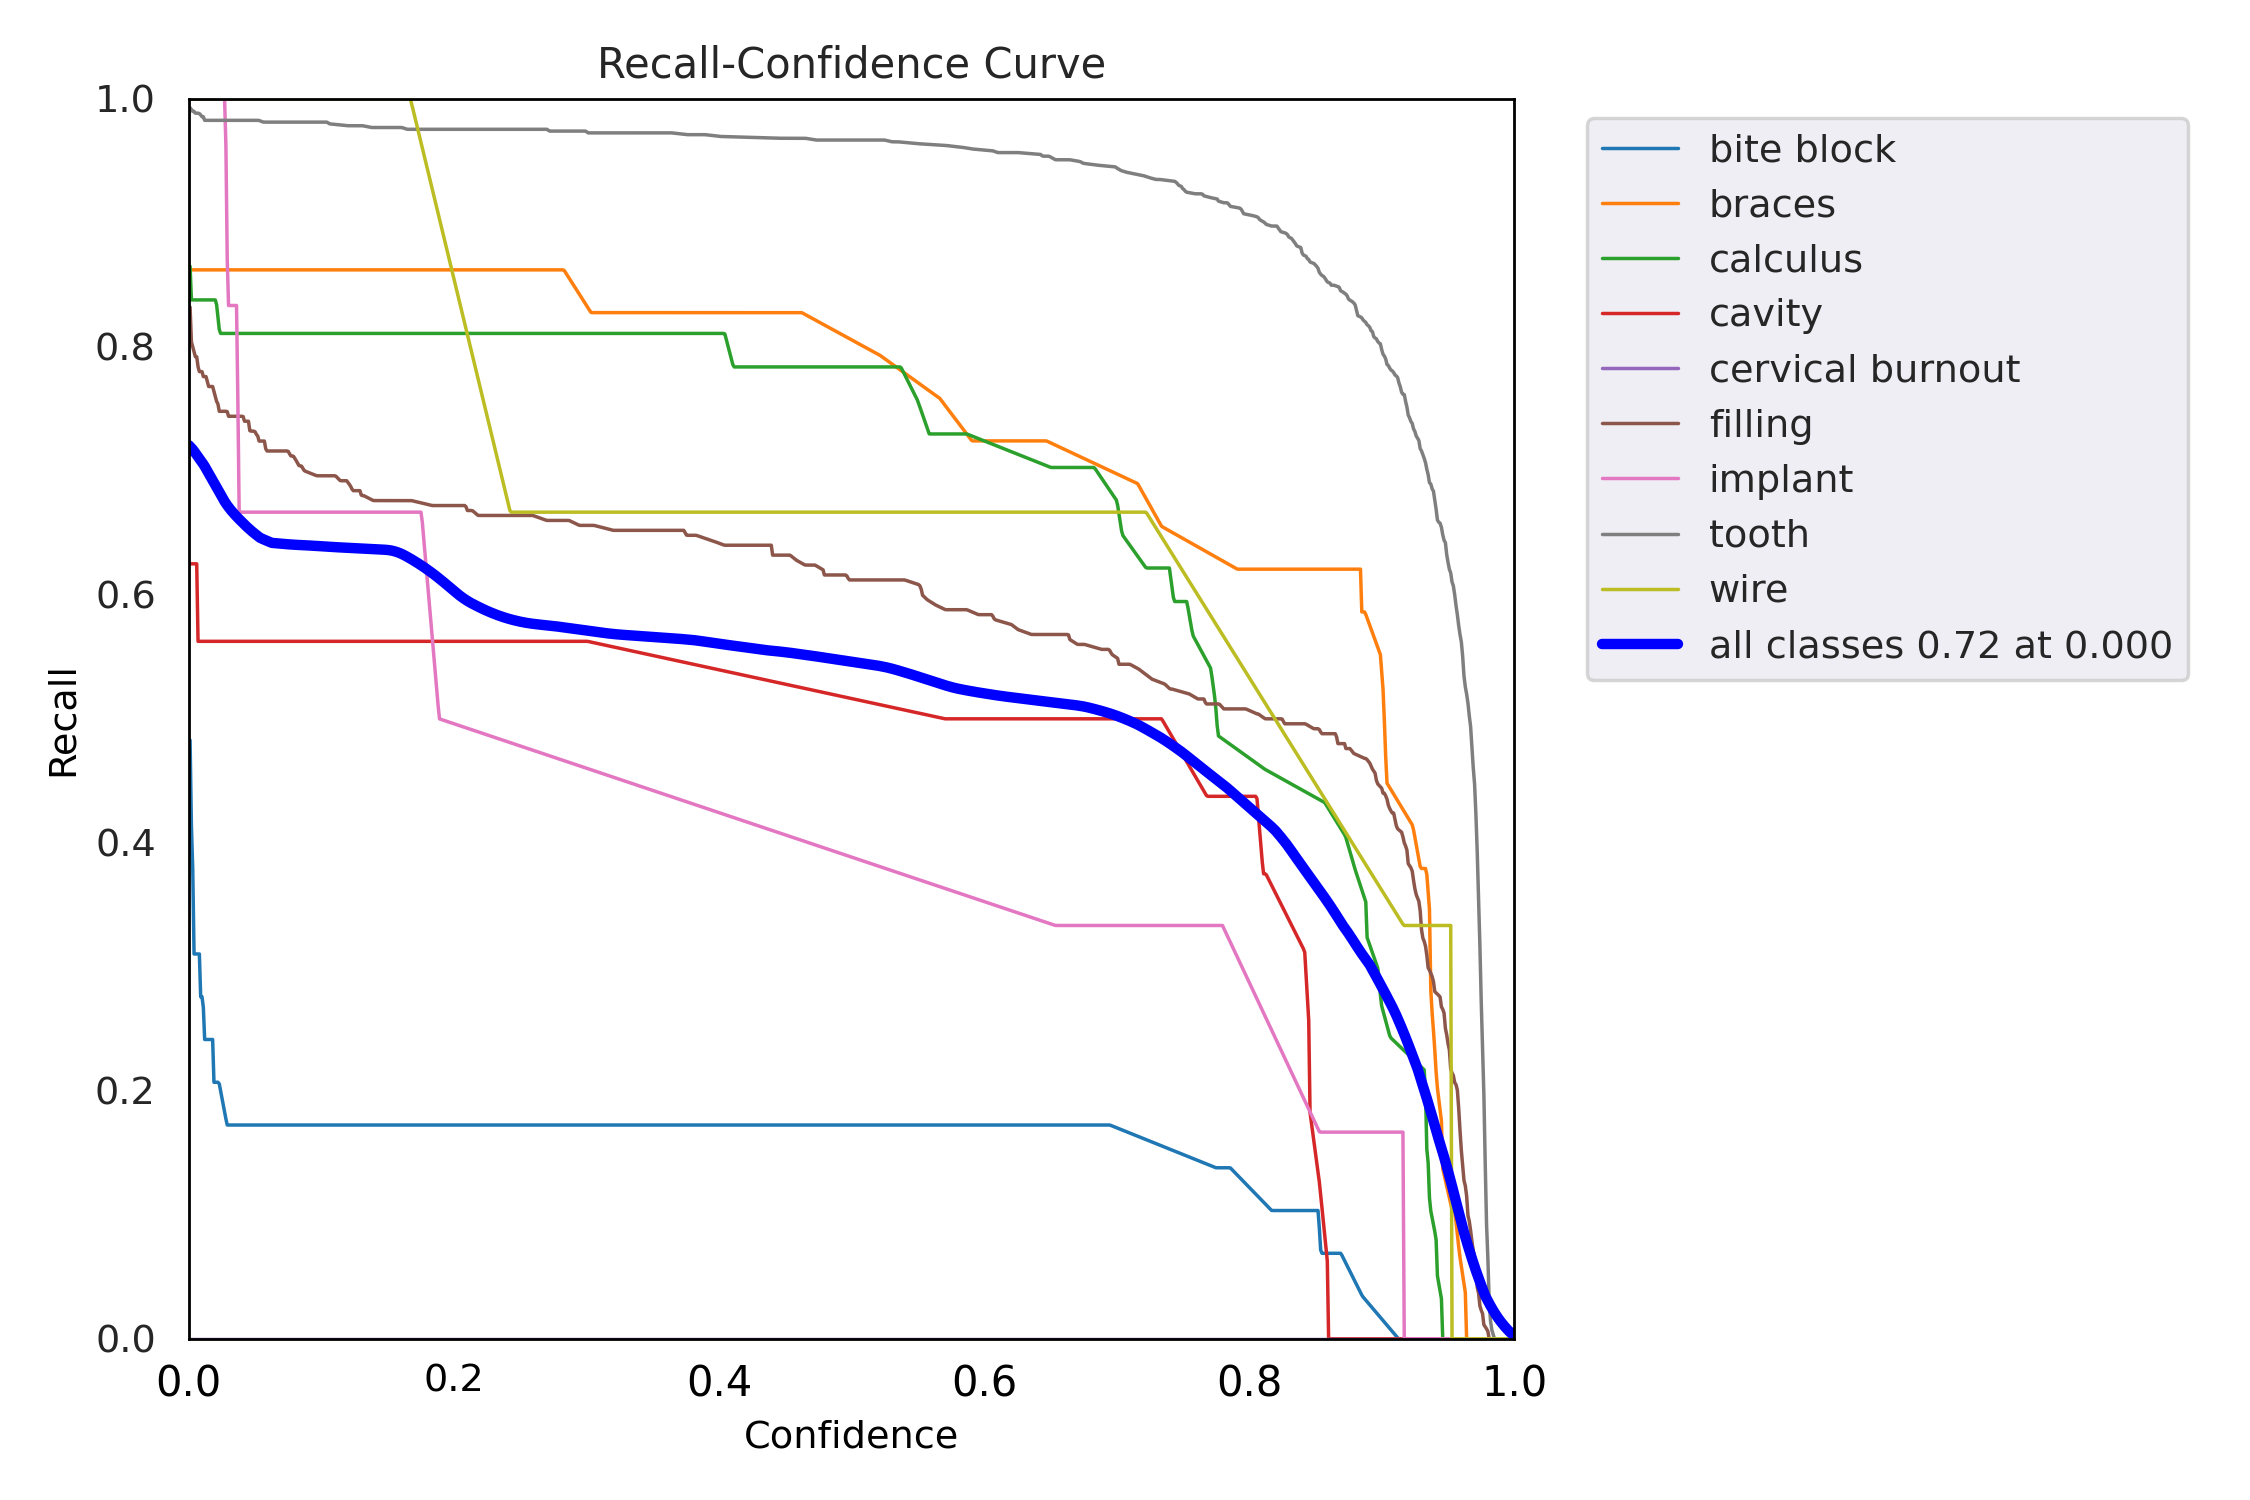 Recall-Confidence Curve
1.0
0.8
0.6
0.4
0.2
0.0
Recall
0.0 0.2 0.4 0.6 0.8 1.0
Confidence
bite block
braces
calculus
cavity
cervical burnout
filling
implant
tooth
wire
all classes 0.72 at 0.000